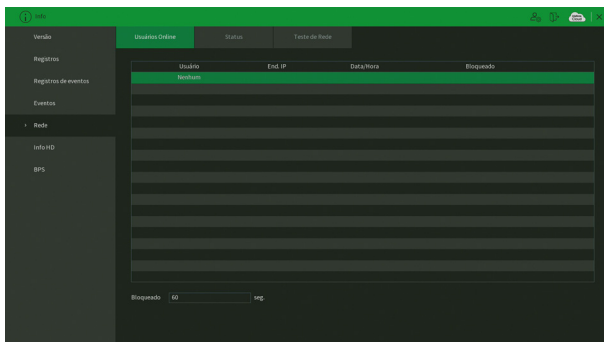 Info
Versão
Registros
Registros de eventos
Eventos
Rede
Info HD
BPS
Usuários Online Status Teste de Rede
Usuário End. IP Data/Hora Bloqueado
Nenhum
Bloqueado 60 seg.